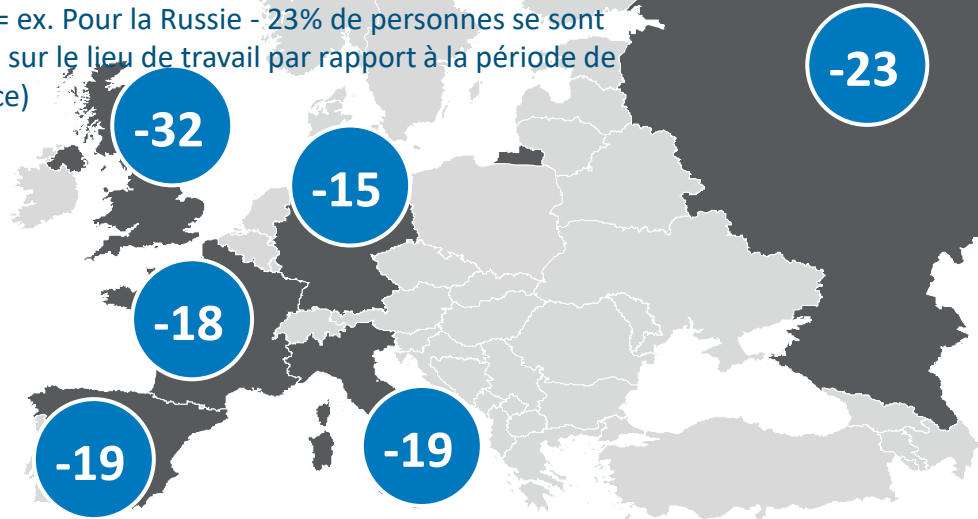 = ex. Pour la Russie - 23% de personnes se sont
sur le lieu de travail par rapport à la période de
ce)
-23
-32
-15
-18
-19
-19